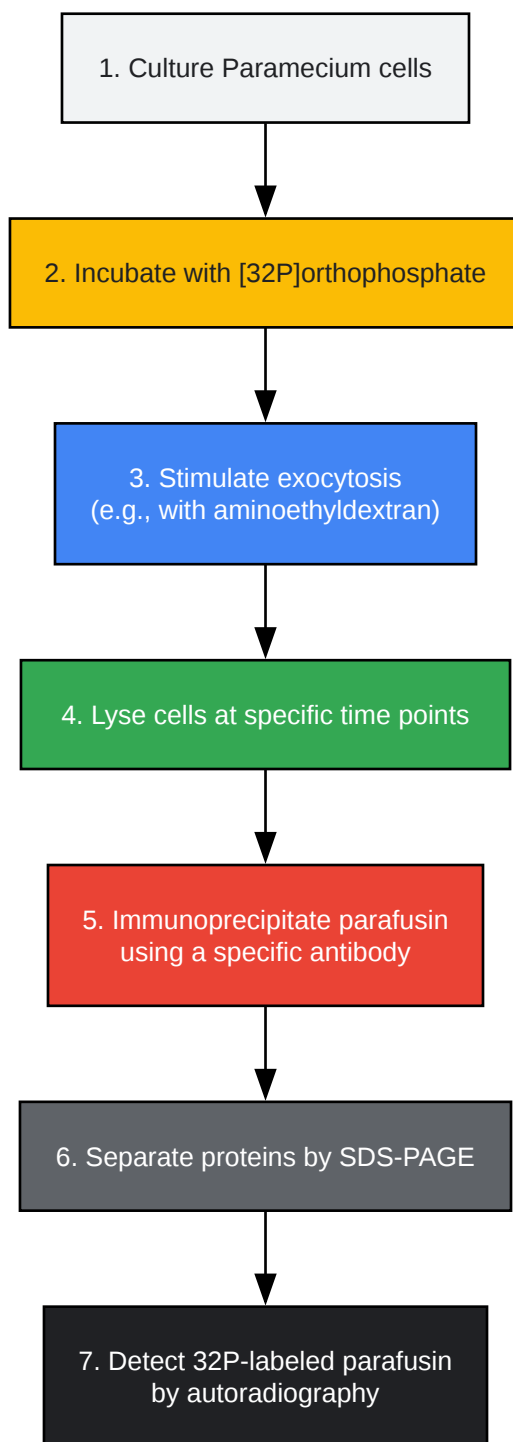 1. Culture Paramecium cells
2. Incubate with [32P]orthophosphate
3. Stimulate exocytosis
(e.g., with aminoethyldextran)
4. Lyse cells at specific time points
5. Immunoprecipitate parafusin
using a specific antibody
6. Separate proteins by SDS-PAGE
7. Detect 32P-labeled parafusin
by autoradiography